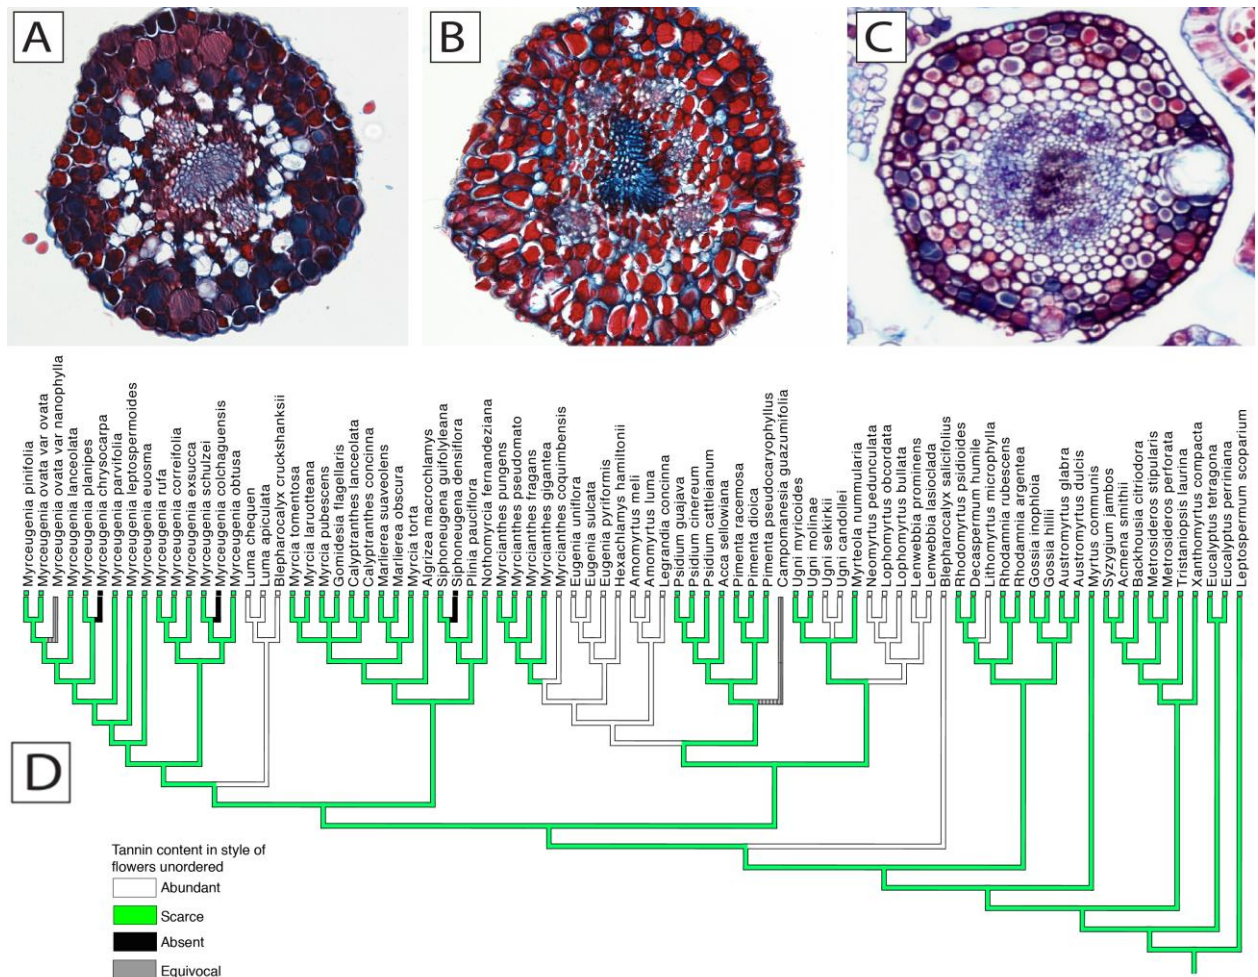 A
B
C
Myrceugenia pinifolia
Myrceugenia ovata var ovata
Myrceugenia ovata var nanophylla
Myrceugenia lanceolata
Myrceugenia planipes
Myrceugenia chrysocarpa
Myrceugenia parvifolia
Myrceugenia leptospermoides
Myrceugenia euosma
Myrceugenia rufa
Myrceugenia correifolia
Myrceugenia exsucca
Myrceugenia schulzei
Myrceugenia colchaguensis
Myrceugenia obtusa
Luma chequen
Luma apiculata
Blepharocalyx cruckshanksii
Myrcia tomentosa
Myrcia laruotteana
Myrcia pubescens
Gomidesia flagellaris
Calyptranthes lanceolata
Calyptranthes concinna
Marlierea suaveolens
Marlierea obscura
Myrcia torta
Algrizea macrochlamys
Siphoneugena guifolyleana
Siphoneugena densiflora
Plinia pauciflora
Nothomyrcia fernandeziana
Myrcianthes pungens
Myrcianthes pseudomato
Myrcianthes fragans
Myrcianthes gigantea
Myrcianthes coquimbensis
Eugenia uniflora
Eugenia sulcata
Eugenia pyriformis
Hexachlamys hamiltonii
Amomyrtus meli
Amomyrtus luma
Legrandia concinna
Psidium guajava
Psidium cinereum
Psidium cattleianum
Acca sellowiana
Pimenta racemosa
Pimenta dioica
Pimenta pseudocaryophyllus
Campomanesia guazumifolia
Ugni myricoides
Ugni molinae
Ugni selkirkii
Ugni candollei
Myrteola nummularia
Neomyrtus pedunculata
Lophomyrtus obcordata
Lophomyrtus bullata
Lenwebbia prominens
Lenwebbia lasioclada
Blepharocalyx salicifolius
Rhodomyrtus psidioides
Decaspermum humile
Lithomyrtus microphylla
Rhodamnia rubescens
Rhodamnia argentea
Gossia inophloia
Gossia hillii
Austromyrtus glabra
Austromyrtus dulcis
Myrtus communis
Syzygium jambos
Acmena smithii
Backhousia citriodora
Metrosideros stipularis
Metrosideros perforata
Tristaniopsis laurina
Xanthomyrtus compacta
Eucalyptus tetragona
Eucalyptus perriniana
Leptospermum scoparium
D
Tannin content in style of
flowers unordered
Abundant
Scarce
Absent
Equivocal